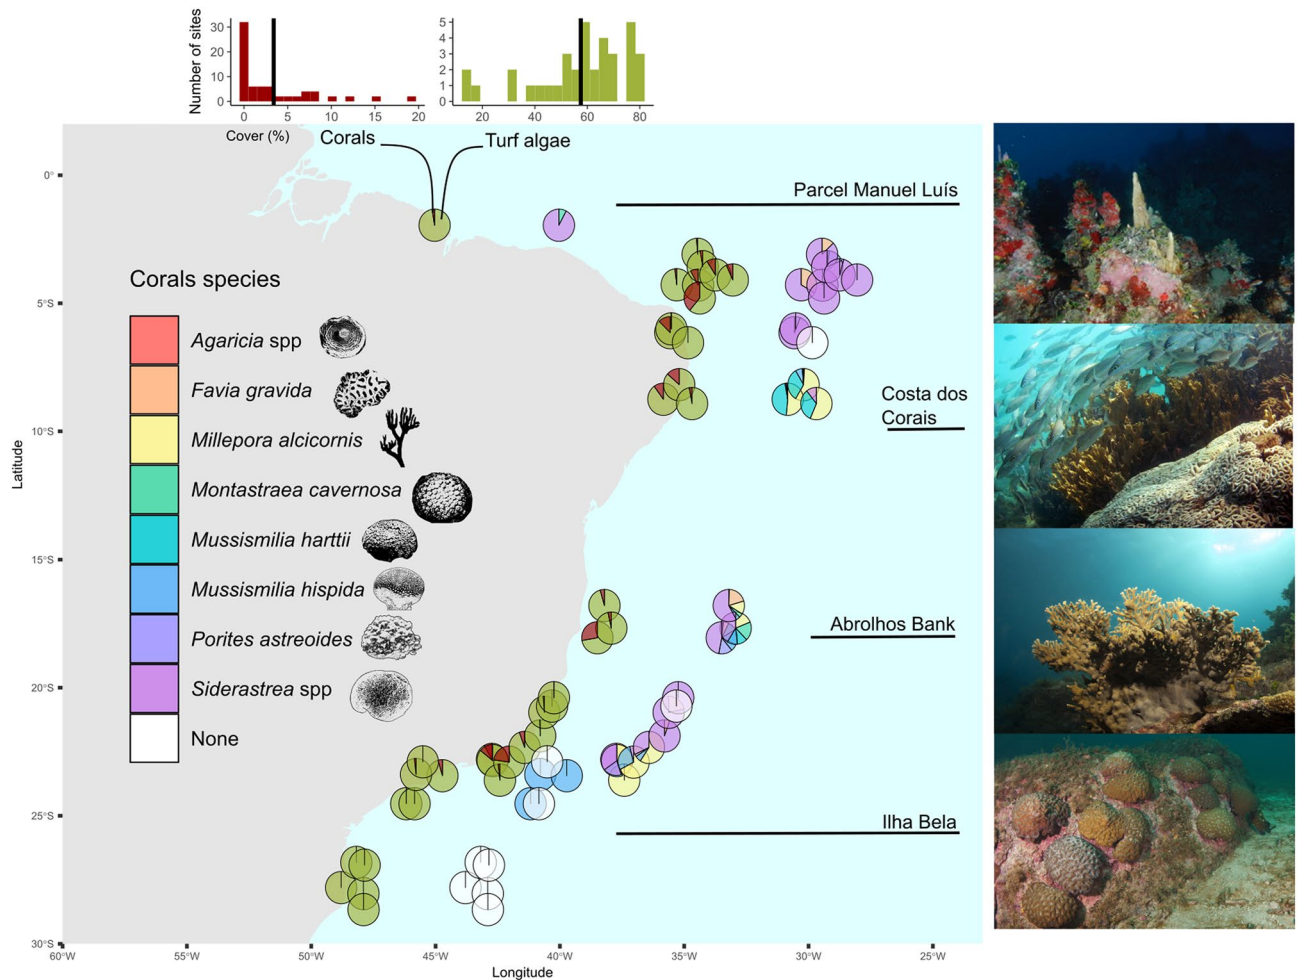 Number of sites
30
20
10
0
0
5
10
15
20
Cover (%)
5
4
3
2
1
0
20
40
60
80
Corals
Turf algae
Parcel Manuel Luís
Costa dos
Corais
Abrolhos Bank
Ilha Bela
Corals species
Agaricia spp
Favia gravida
Millepora alcicornis
Montastraea cavernosa
Mussismilia harttii
Mussismilia hispida
Porites astreoides
Siderastrea spp
None
Latitude
0°
5°S
10°S
15°S
20°S
25°S
30°S
60°W
55°W
50°W
45°W
40°W
35°W
30°W
25°W
Longitude